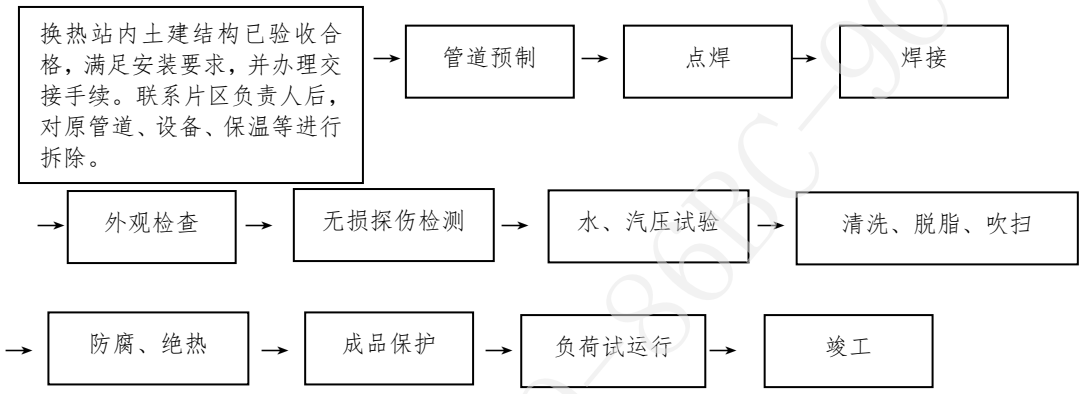 换热站内土建结构已验收合
格，满足安装要求，并办理交
接手续。联系片区负责人后，
对原管道、设备、保温等进行
拆除。
管道预制
点焊
焊接
外观检查
无损探伤检测
水、汽压试验
清洗、脱脂、吹扫
防腐、绝热
成品保护
负荷试运行
竣工